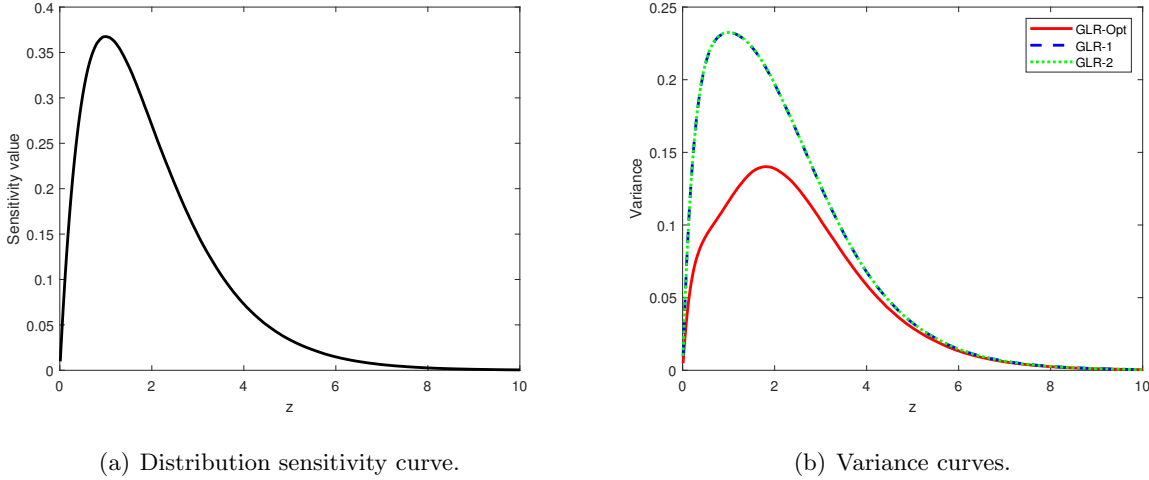 0.4
0.35
0.3
0.25
0.2
0.15
0.1
0.05
0
Sensitivity value
0 2 4 6 8 10
z
(a) Distribution sensitivity curve.
0.25
0.2
0.15
0.1
0.05
0
Variance
GLR-Opt
GLR-1
GLR-2
0 2 4 6 8 10
z
(b) Variance curves.